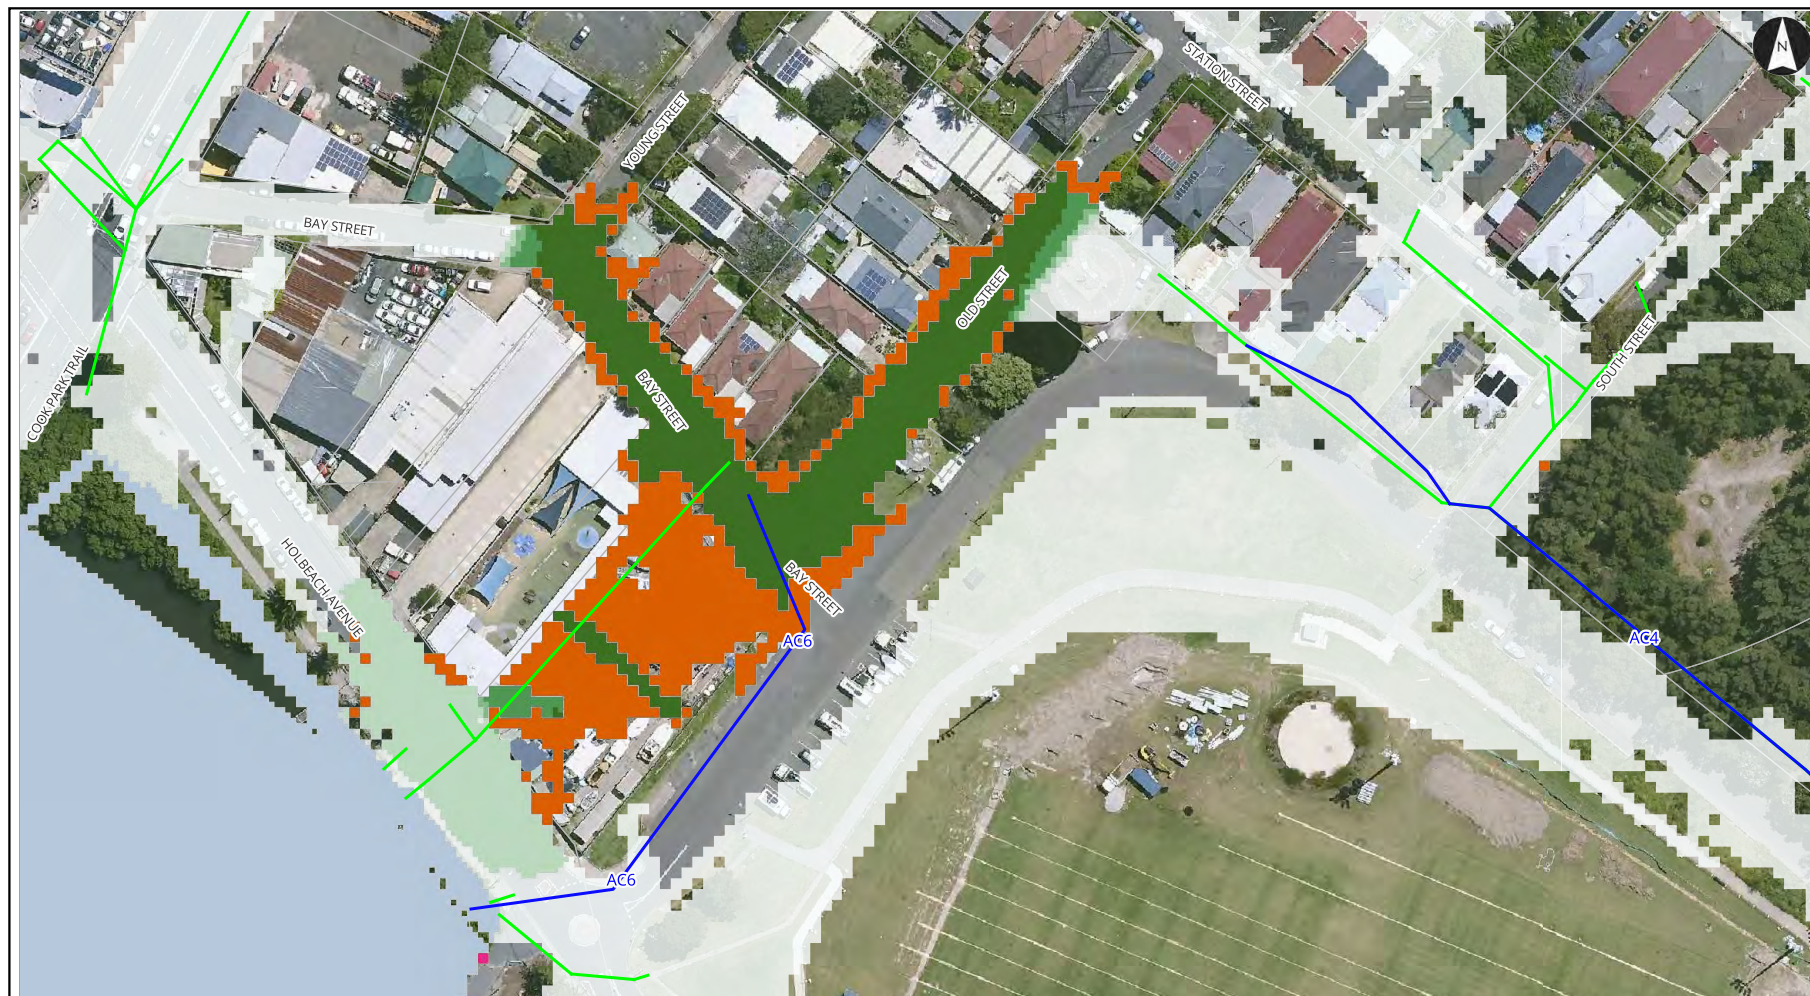 N
STATION STREET
YOUNG STREET
BAY STREET
OLD STREET
COOK PARK TRAIL
BAY STREET
SOUTH STREET
HOLBEACH AVENUE
BAY STREET
AC6
AC4
AC6